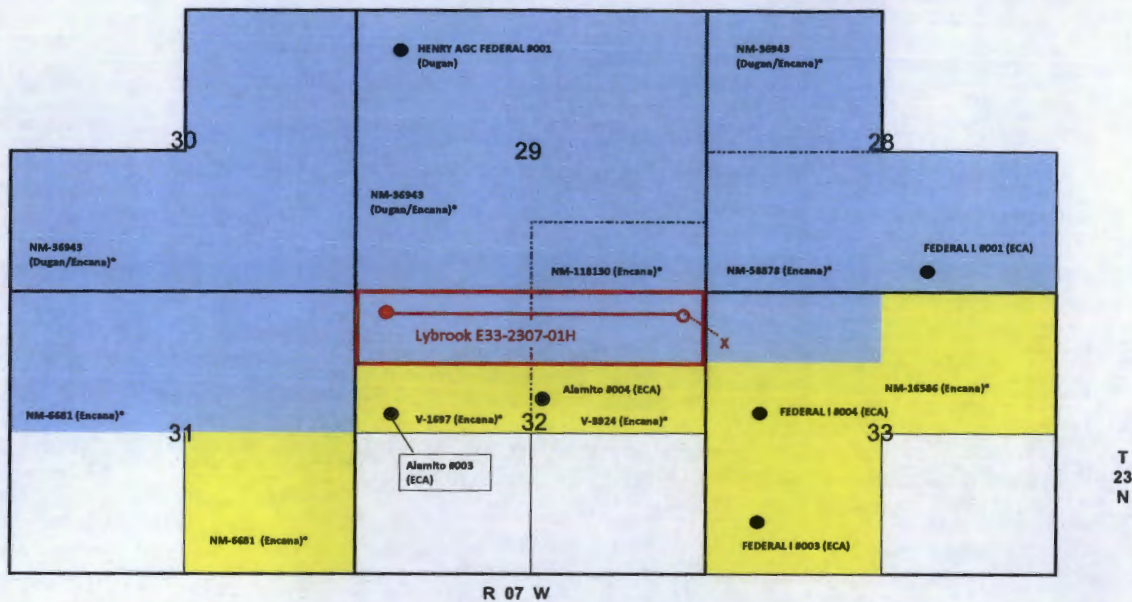 HENRY AGC FEDERAL #001
(Dugan)
NM-36943
(Dugan/Encana)*
30
29
28
NM-36943
(Dugan/Encana)*
NM-36943
(Dugan/Encana)*
FEDERAL L #001 (ECA)
NM-118130 (Encana)*
NM-58878 (Encana)*
Lybrook E33-2307-01H
X
NM-6681 (Encana)*
Alamito #004 (ECA)
NM-16586 (Encana)*
V-1697 (Encana)*
V-8924 (Encana)*
FEDERAL I #004 (ECA)
31
32
33
Alamito #003
(ECA)
T
23
N
NM-6681 (Encana)*
FEDERAL I #003 (ECA)
R 07 W